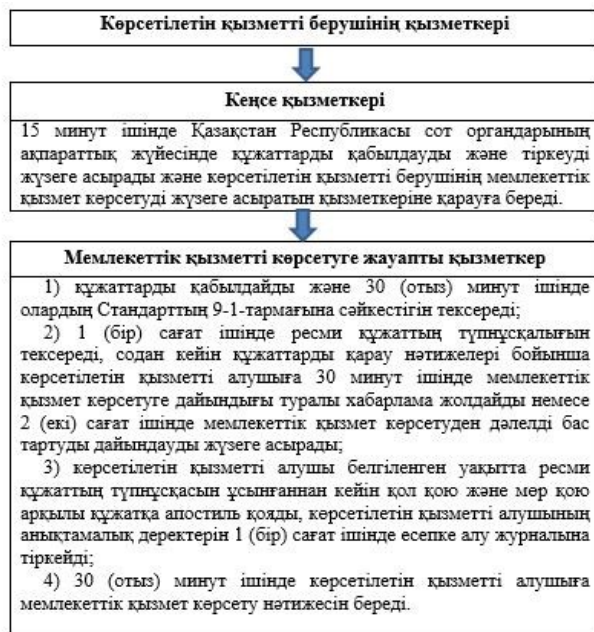 Көрсетілетін қызметті берушінің қызметкері
Кеңсе қызметкері
15 минут ішінде Қазақстан Республикасы сот органдарының
ақпараттық жүйесінде құжаттарды қабылдауды және тіркеуді
жүзеге асырады және көрсетілетін қызметті берушінің мемлекеттік
қызмет көрсетуді жүзеге асыратын қызметкеріне қарауға береді.
Мемлекеттік қызметті көрсетуге жауапты қызметкер
1) құжаттарды қабылдайды және 30 (отыз) минут ішінде
олардың Стандарттың 9-1-тармағына сәйкестігін тексереді;
2) 1 (бір) сағат ішінде ресми құжаттың түпнұсқалығын
тексереді, содан кейін құжаттарды қарау нәтижелері бойынша
көрсетілетін қызметті алушыға 30 минут ішінде мемлекеттік
қызмет көрсетуге дайындығы туралы хабарлама жолдайды немесе
2 (екі) сағат ішінде мемлекеттік қызмет көрсетуден дәлелді бас
тартуды дайындауды жүзеге асырады;
3) көрсетілетін қызметті алушы белгіленген уақытта ресми
құжаттың түпнұсқасын ұсынғаннан кейін қол қою және мөр қою
арқылы құжатқа апостиль қояды, көрсетілетін қызметті алушының
анықтамалық деректерін 1 (бір) сағат ішінде есепке алу журналына
тіркейді;
4) 30 (отыз) минут ішінде көрсетілетін қызметті алушыға
мемлекеттік қызмет көрсету нәтижесін береді.